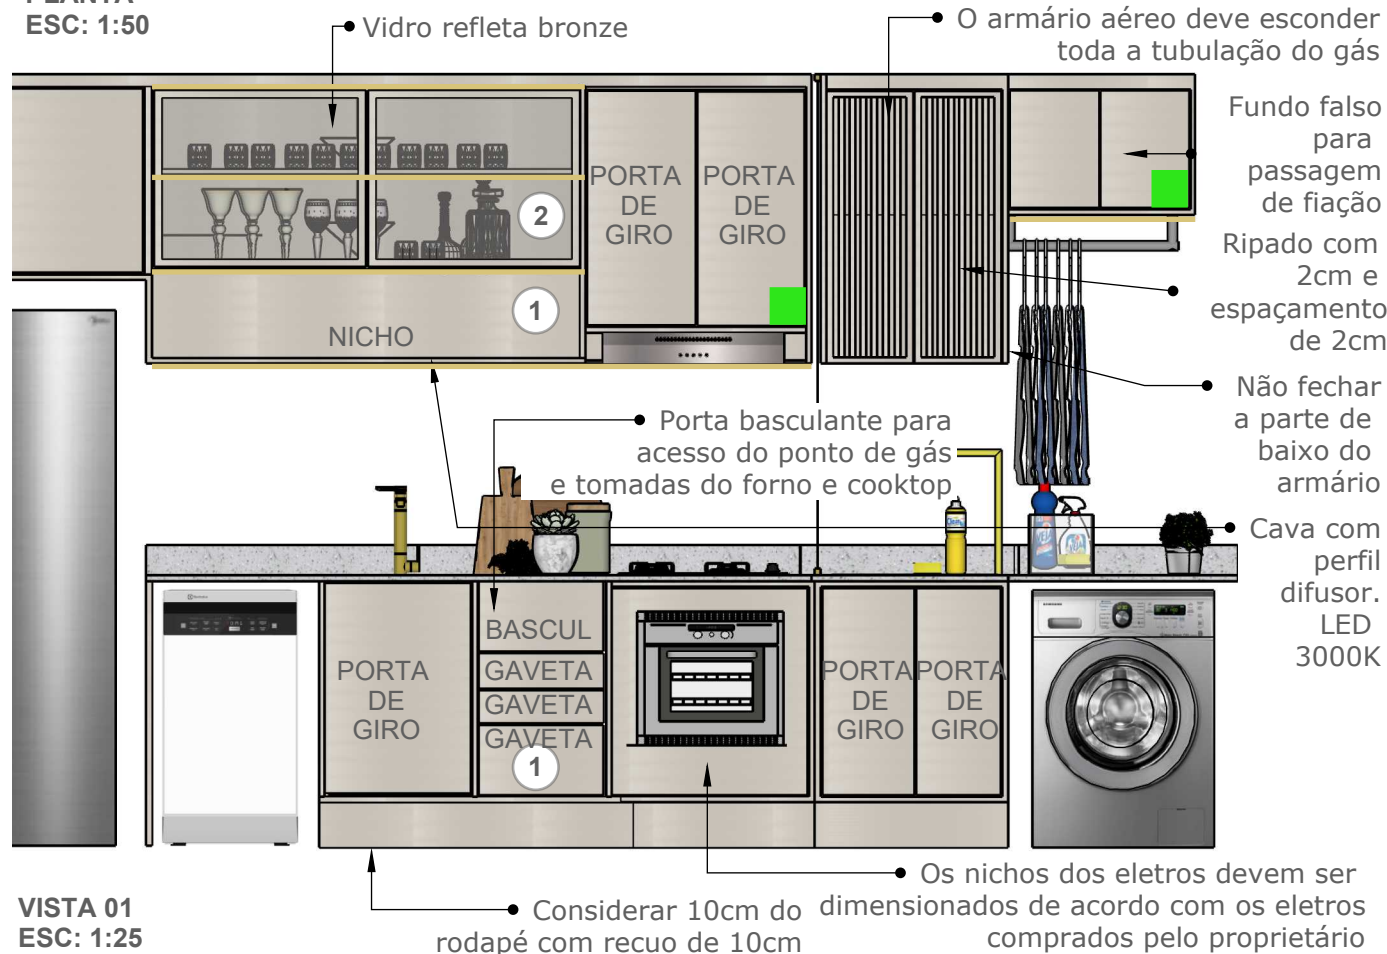 PLANTA
ESC: 1:50
Vidro refleta bronze
O armário aéreo deve esconder
toda a tubulação do gás
Fundo falso
para
passagem
de fiação
PORTA
DE
GIRO
PORTA
DE
GIRO
2
1
NICHO
Ripado com
2cm e
espaçamento
de 2cm
Não fechar
a parte de
baixo do
armário
Porta basculante para
acesso do ponto de gás
e tomadas do forno e cooktop
Cava com
perfil
difusor.
LED
3000K
PORTA
DE
GIRO
BASCUL
GAVETA
GAVETA
GAVETA
1
PORTA
DE
GIRO
PORTA
DE
GIRO
SAMSUNG
Os nichos dos eletros devem ser
dimensionados de acordo com os eletros
comprados pelo proprietário
Considerar 10cm do
rodapé com recuo de 10cm
VISTA 01
ESC: 1:25